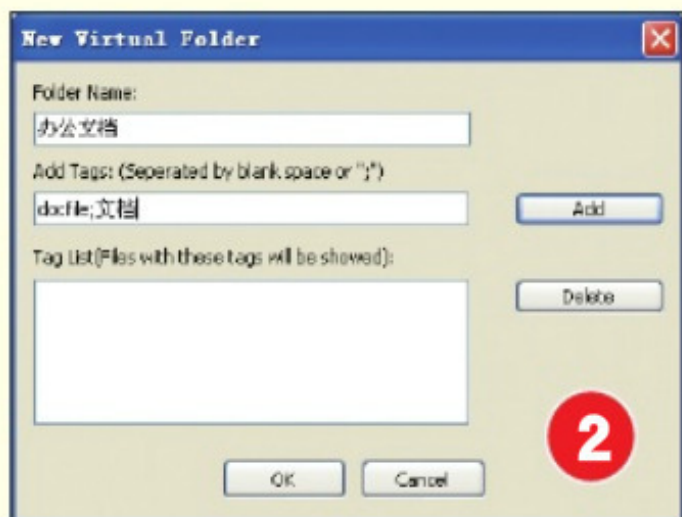 New Virtual Folder
Folder Name:
办公文档
Add Tags: (Seperated by blank space or ";")
docfile;文档
Add
Tag List(Files with these tags will be showed):
Delete
2
OK
Cancel